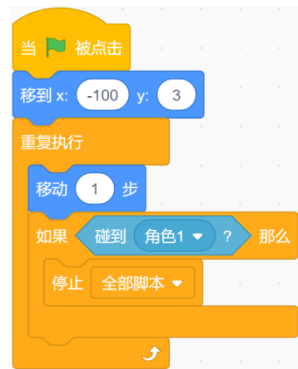 当 被点击
移到 x: -100 y: 3
重复执行
移动 1 步
如果 碰到 角色1 ? 那么
停止 全部脚本